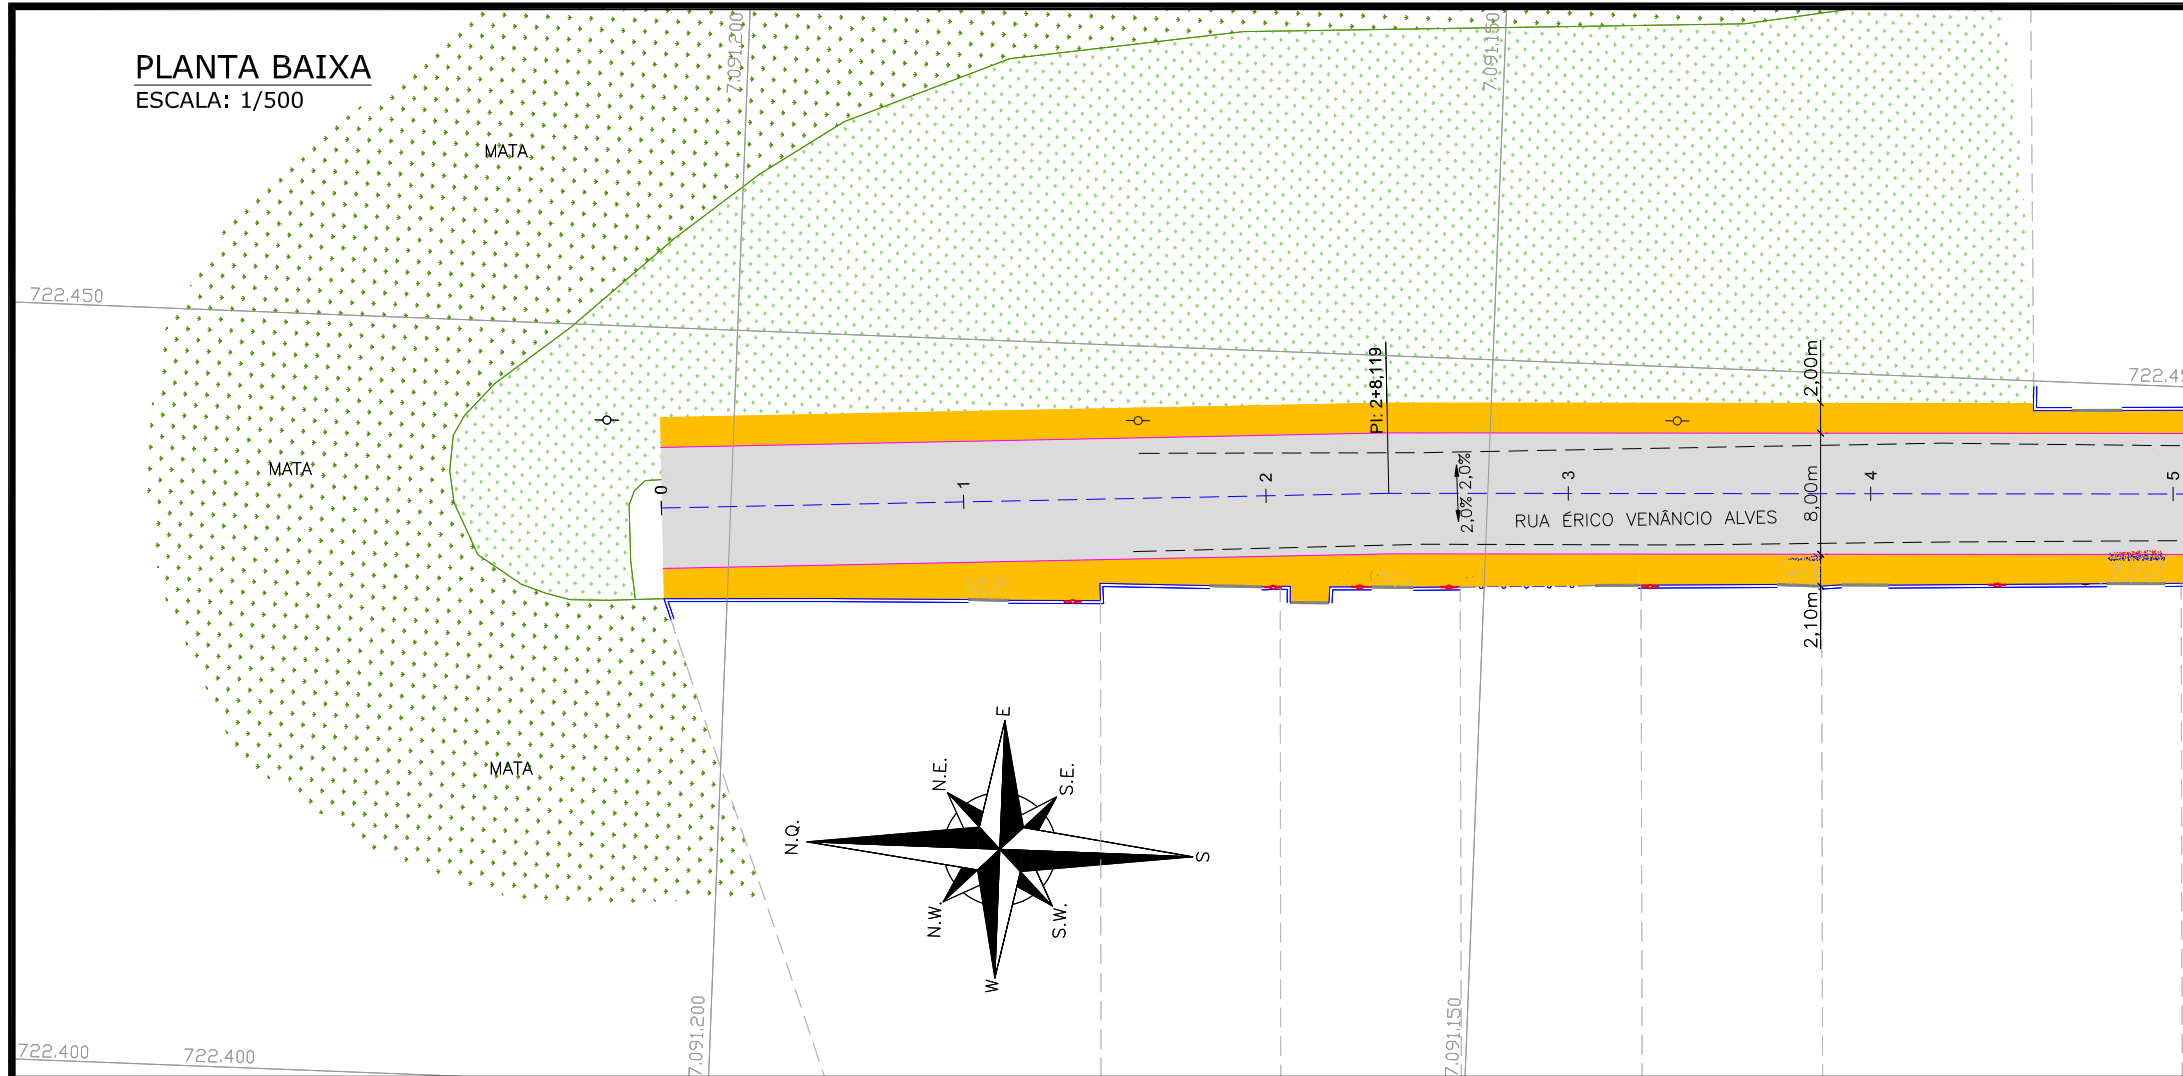 PLANTA BAIXA
ESCALA: 1/500
7.091.200
7.091.150
MATA
722.450
722.45
MATA
PI: 2+8,119
2,00m
0
1
2
3
4
5
2,0% 2,0%
8,00m
RUA ÉRICO VENÂNCIO ALVES
2,10m
MATA
E
N.E.
S.E.
N.Q.
S
N.W.
S.W.
W
7.091.200
7.091.150
722.400
722.400